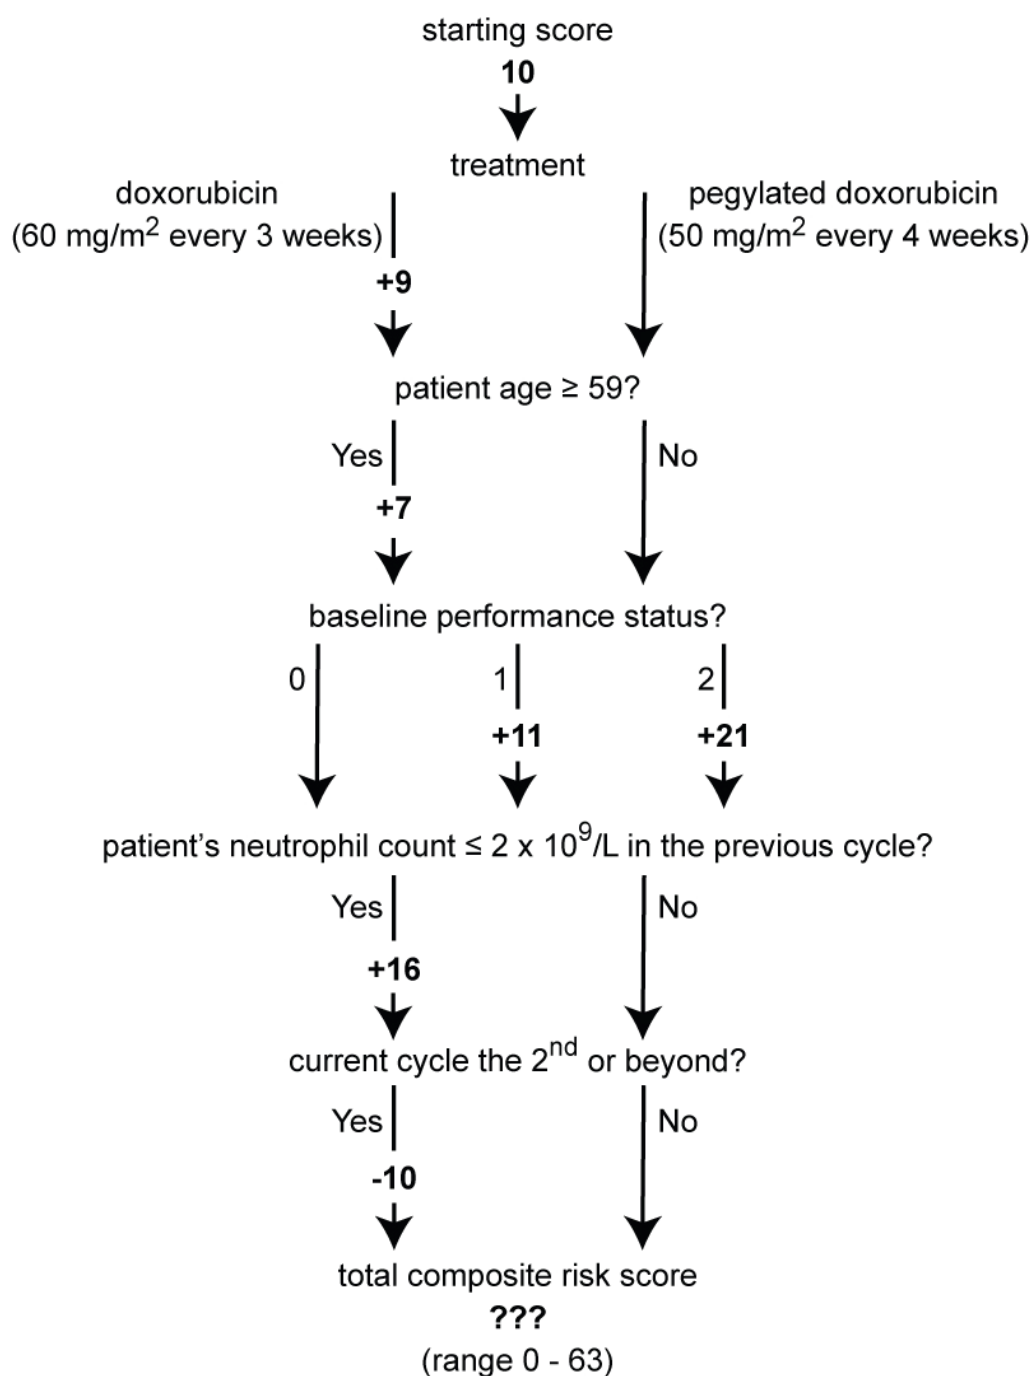 starting score
10
treatment
doxorubicin
(60 mg/m² every 3 weeks)
pegylated doxorubicin
(50 mg/m² every 4 weeks)
+9
patient age ≥ 59?
Yes
No
+7
baseline performance status?
0
1
2
+11
+21
patient’s neutrophil count ≤ 2 x 10⁹/L in the previous cycle?
Yes
No
+16
current cycle the 2ⁿᵈ or beyond?
Yes
No
-10
total composite risk score
???
(range 0 - 63)